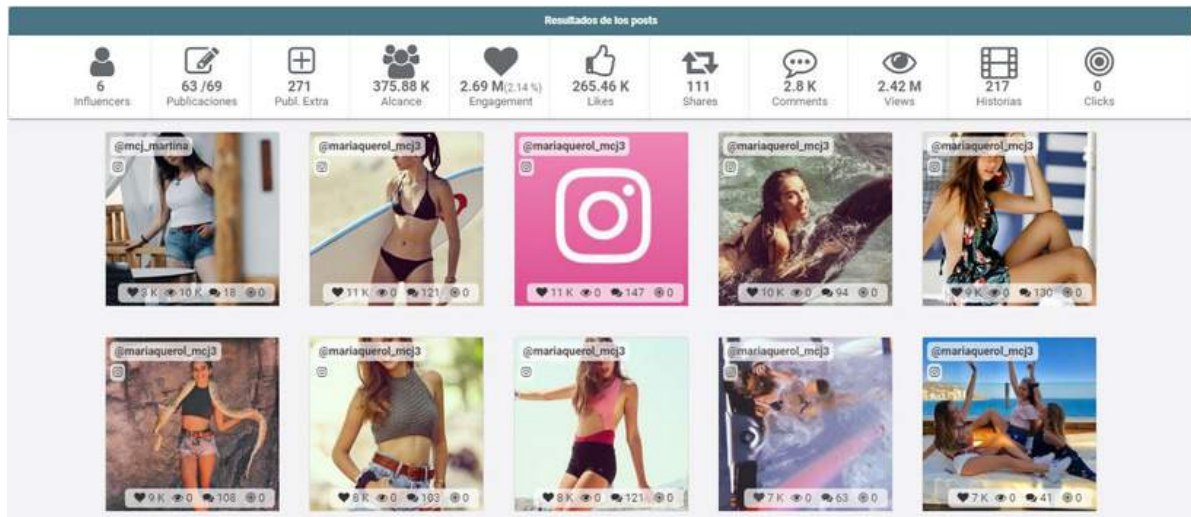 Resultados de los posts
6
Influencers
63 /69
Publicaciones
271
Publ. Extra
375.88 K
Alcance
2.69 M(2.14 %)
Engagement
265.46 K
Likes
111
Shares
2.8 K
Comments
2.42 M
Views
217
Historias
0
Clicks
@mcj_martina
3 K 10 K 18
@mariaquerol_mcj3
11 K 0 121 0
@mariaquerol_mcj3
11 K 0 147 0
@mariaquerol_mcj3
10 K 0 94 0
@mariaquerol_mcj3
9 K 0 130 0
@mariaquerol_mcj3
9 K 0 108 0
@mariaquerol_mcj3
8 K 0 103 0
@mariaquerol_mcj3
8 K 0 121 0
@mariaquerol_mcj3
7 K 0 63 0
@mariaquerol_mcj3
7 K 0 41 0